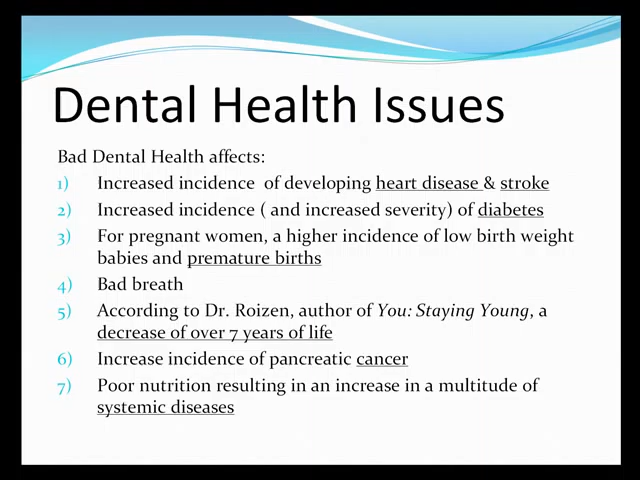 Dental Health Issues
Bad Dental Health affects:
1) Increased incidence  of developing heart disease & stroke
2) Increased incidence ( and increased severity) of diabetes
3) For pregnant women, a higher incidence of low birth weight
babies and premature births
4) Bad breath
5) According to Dr. Roizen, author of You: Staying Young, a
decrease of over 7 years of life
6) Increase incidence of pancreatic cancer
7) Poor nutrition resulting in an increase in a multitude of
systemic diseases